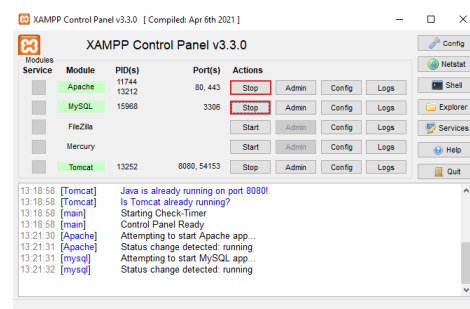 XAMPP Control Panel v3.3.0 [ Compiled: Apr 6th 2021 ]
XAMPP Control Panel v3.3.0
Config
Modules
Service Module PID(s) Port(s) Actions
Netstat
Apache 11744 13212 80, 443 Stop Admin Config Logs
Shell
MySQL 15968 3306 Stop Admin Config Logs
Explorer
FileZilla Start Admin Config Logs
Services
Mercury Start Admin Config Logs
Help
Tomcat 13252 8080, 54153 Stop Admin Config Logs
Quit
13:18:58 [Tomcat] Java is already running on port 8080!
13:18:58 [Tomcat] Is Tomcat already running?
13:18:58 [main] Starting Check-Timer
13:18:58 [main] Control Panel Ready
13:21:30 [Apache] Attempting to start Apache app...
13:21:31 [Apache] Status change detected: running
13:21:31 [mysql] Attempting to start MySQL app...
13:21:32 [mysql] Status change detected: running